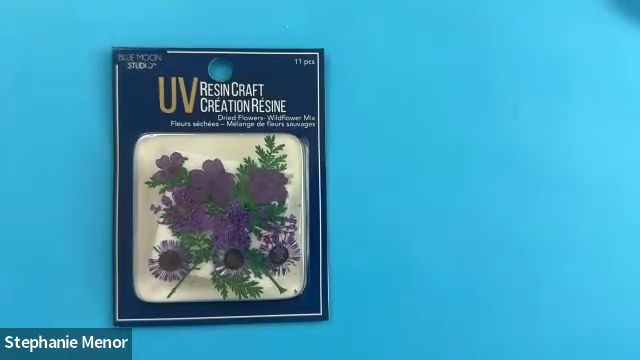 BLUE MOON
STUDIO™
11 pcs
UV RESIN CRAFT
CRÉATION RÉSINE
Dried Flowers- Wildflower Mix
Fleurs séchées – Mélange de fleurs sauvages
Stephanie Menor